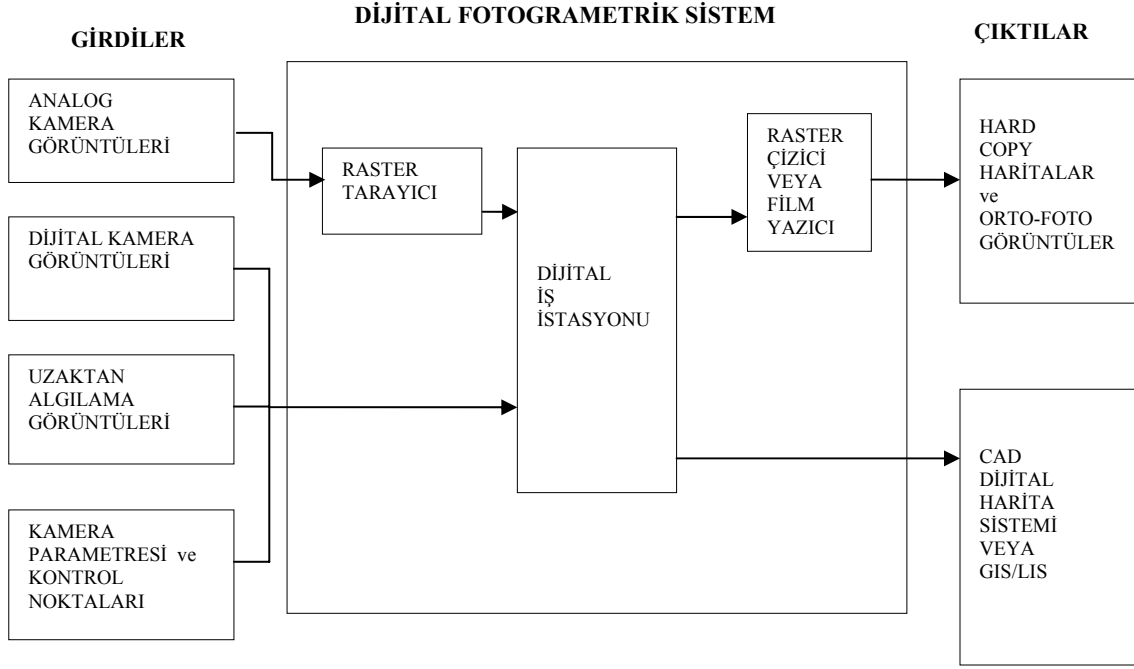 DİJİTAL FOTOGRAMETRİK SİSTEM
GİRDİLER
ÇIKTILAR
ANALOG
KAMERA
GÖRÜNTÜLERİ
DİJİTAL KAMERA
GÖRÜNTÜLERİ
UZAKTAN
ALGILAMA
GÖRÜNTÜLERİ
KAMERA
PARAMETRESİ ve
KONTROL
NOKTALARI
RASTER
TARAYICI
DİJİTAL
İŞ
İSTASYONU
RASTER
ÇİZİCİ
VEYA
FİLM
YAZICI
HARD
COPY
HARİTALAR
ve
ORTO-FOTO
GÖRÜNTÜLER
CAD
DİJİTAL
HARİTA
SİSTEMİ
VEYA
GIS/LIS